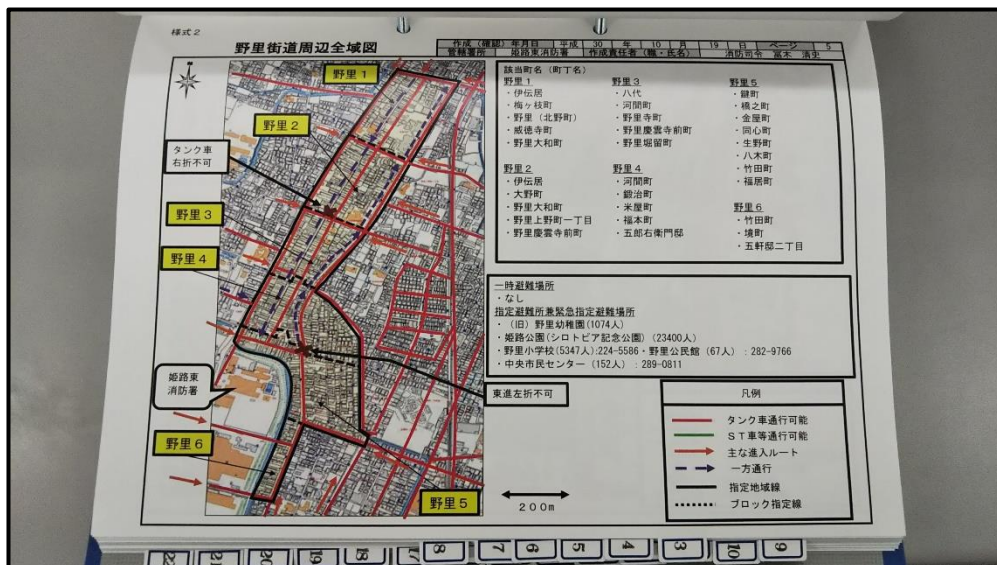 様式2
野里街道周辺全域図
作成(確認)年月日 平成 30 年 10 月 19 日 ページ 5
管轄署所 姫路東消防署 作成責任者(職・氏名) 消防司令 富木 清史
野里1
野里2
タンク車
右折不可
野里3
野里4
姫路東
消防署
野里6
野里5
東進左折不可
200m
該当町名(町丁名)
野里1
・伊伝居
・梅ヶ枝町
・野里(北野町)
・威徳寺町
・野里大和町
野里2
・伊伝居
・大野町
・野里大和町
・野里上野町一丁目
・野里慶雲寺前町
野里3
・八代
・河間町
・野里寺町
・野里慶雲寺前町
・野里堀留町
野里4
・河間町
・鍛治町
・米屋町
・福本町
・五郎右衛門邸
野里5
・鍵町
・橋之町
・金屋町
・同心町
・生野町
・八木町
・竹田町
・福居町
野里6
・竹田町
・境町
・五軒邸二丁目
一時避難場所
・なし
指定避難所兼緊急指定避難場所
・(旧)野里幼稚園(1074人)
・姫路公園(シロトピア記念公園)(23400人)
・野里小学校(5347人):224-5586・野里公民館(67人):282-9766
・中央市民センター(152人):289-0811
凡例
タンク車通行可能
ST車等通行可能
主な進入ルート
一方通行
指定地域線
ブロック指定線
22
21
20
19
18
17
8
7
6
5
4
3
10
9